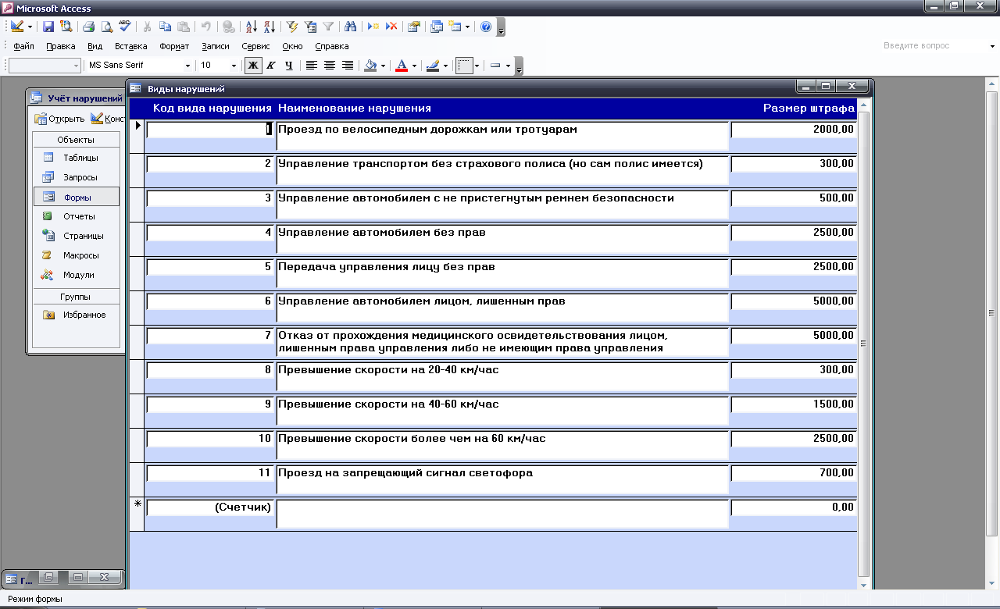 Microsoft Access
Файл Правка Вид Вставка Формат Записи Сервис Окно Справка
Введите вопрос
MS Sans Serif 10 Ж К Ч
Учёт нарушений
Открыть Конс
Объекты
Таблицы
Запросы
Формы
Отчеты
Страницы
Макросы
Модули
Группы
Избранное
Виды нарушений
Код вида нарушения Наименование нарушения Размер штрафа
1 Проезд по велосипедным дорожкам или тротуарам 2000,00
2 Управление транспортом без страхового полиса (но сам полис имеется) 300,00
3 Управление автомобилем с не пристегнутым ремнем безопасности 500,00
4 Управление автомобилем без прав 2500,00
5 Передача управления лицу без прав 2500,00
6 Управление автомобилем лицом, лишенным прав 5000,00
7 Отказ от прохождения медицинского освидетельствования лицом, 5000,00
лишенным права управления либо не имеющим права управления
8 Превышение скорости на 20-40 км/час 300,00
9 Превышение скорости на 40-60 км/час 1500,00
10 Превышение скорости более чем на 60 км/час 2500,00
11 Проезд на запрещающий сигнал светофора 700,00
(Счетчик) 0,00
Г...
Режим формы